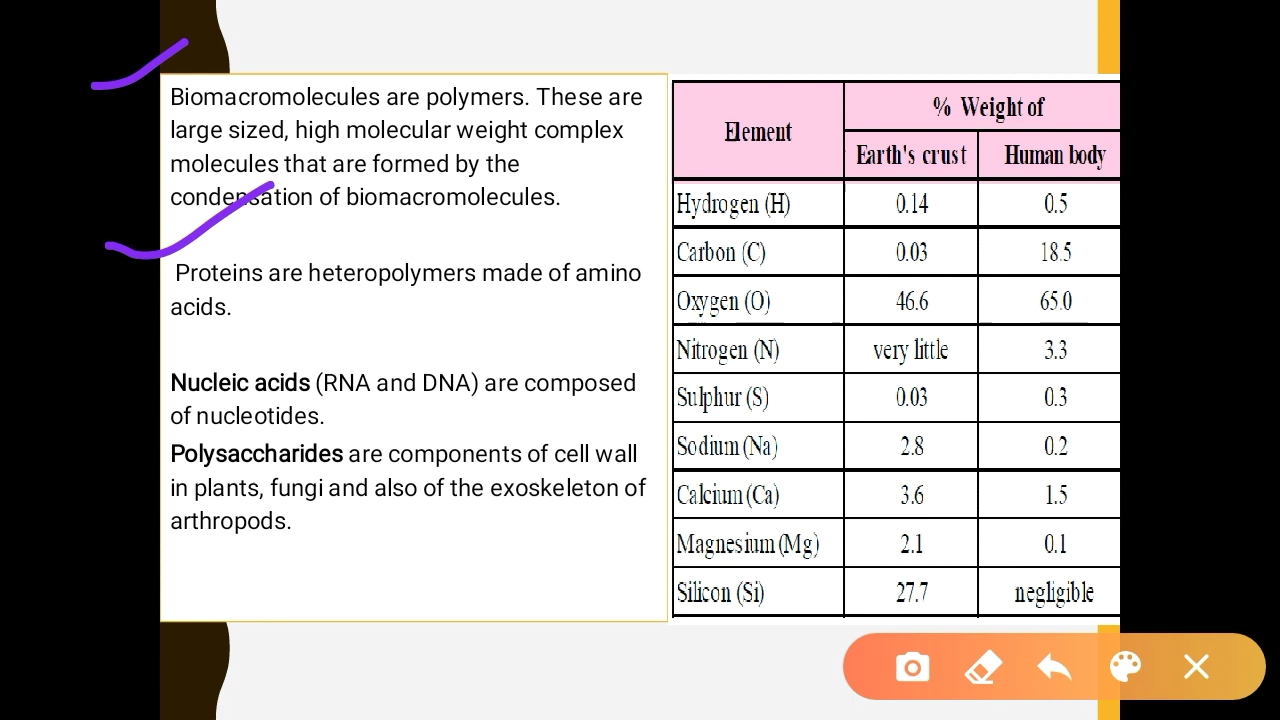 Biomacromolecules are polymers. These are
large sized, high molecular weight complex
molecules that are formed by the
condensation of biomacromolecules.
Proteins are heteropolymers made of amino
acids.
Nucleic acids (RNA and DNA) are composed
of nucleotides.
Polysaccharides are components of cell wall
in plants, fungi and also of the exoskeleton of
arthropods.
Element % Weight of
Earth's crust Human body
Hydrogen (H) 0.14 0.5
Carbon (C) 0.03 18.5
Oxygen (O) 46.6 65.0
Nitrogen (N) very little 3.3
Sulphur (S) 0.03 0.3
Sodium (Na) 2.8 0.2
Calcium (Ca) 3.6 1.5
Magnesium (Mg) 2.1 0.1
Silicon (Si) 27.7 negligible